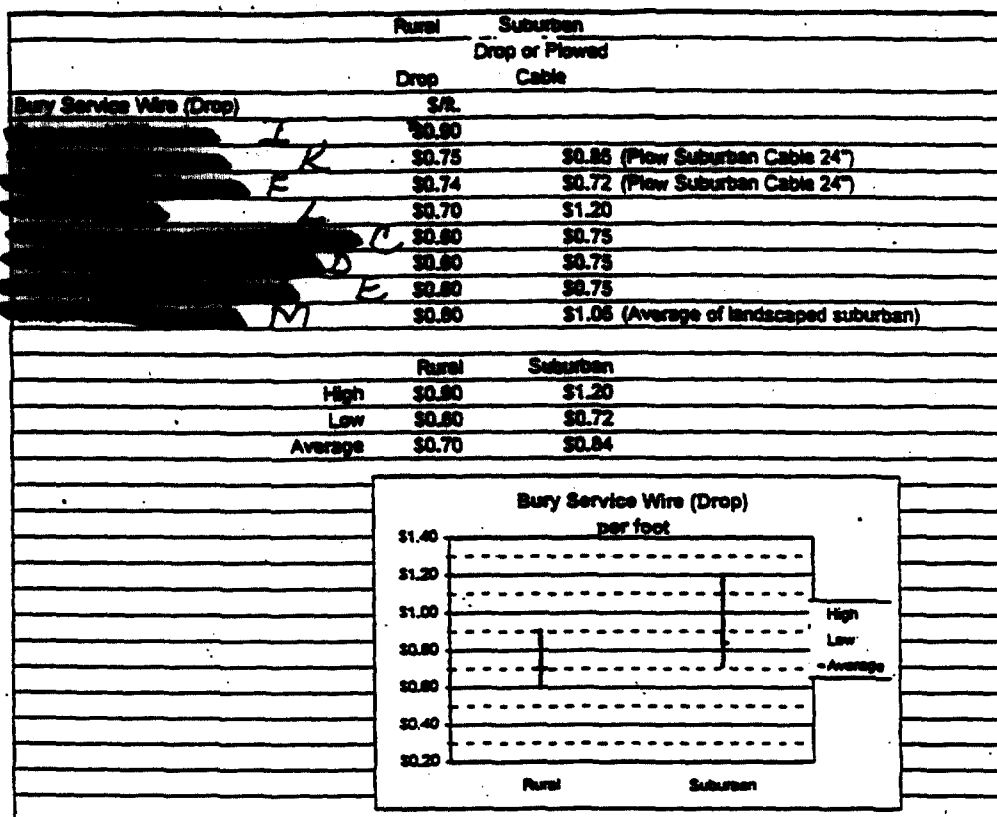 Rural Suburban
Drop or Plowed
Drop Cable
Bury Service Wire (Drop) $/ft.
I $0.90
K $0.75 $0.85 (Plow Suburban Cable 24")
F $0.74 $0.72 (Plow Suburban Cable 24")
L $0.70 $1.20
C $0.60 $0.75
D $0.60 $0.75
E $0.60 $0.75
M $0.60 $1.05 (Average of landscaped suburban)
Rural Suburban
High $0.90 $1.20
Low $0.60 $0.72
Average $0.70 $0.84
Bury Service Wire (Drop)
per foot
$1.40
$1.20
$1.00
$0.80
$0.60
$0.40
$0.20
Rural Suburban
High
Low
Average